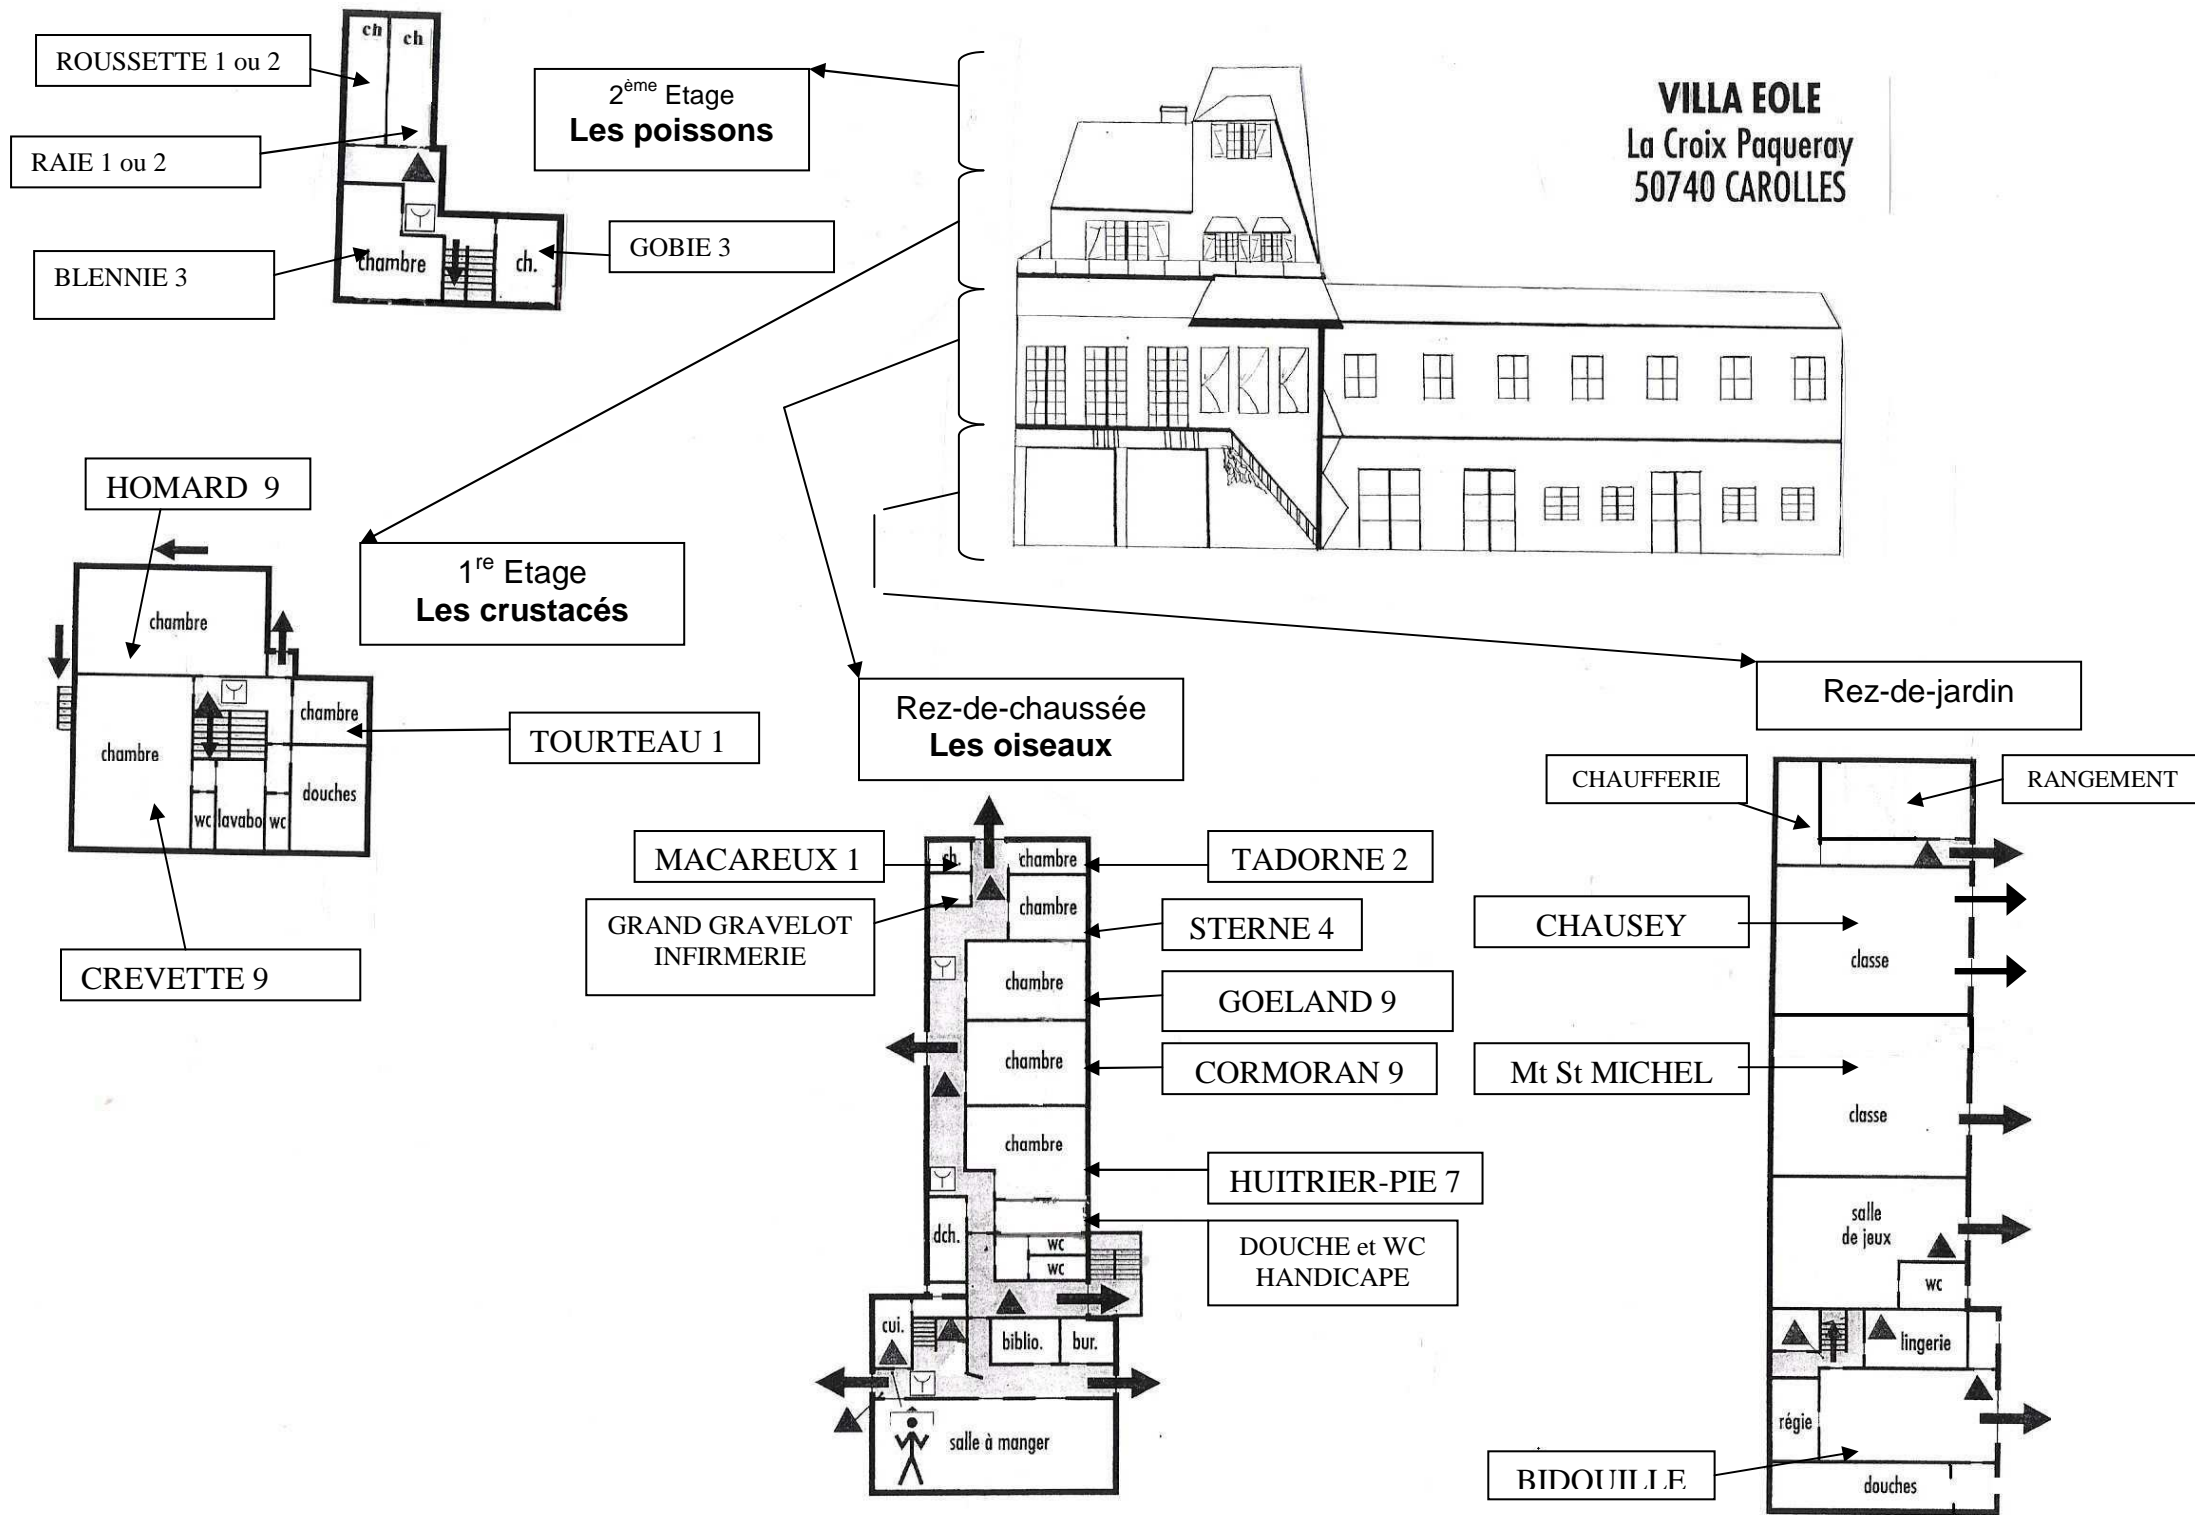 ROUSSETTE 1 ou 2
RAIE 1 ou 2
BLENNIE 3
GOBIE 3
ch
ch
chambre
ch.
2ème Etage
Les poissons
VILLA EOLE
La Croix Paqueray
50740 CAROLLES
HOMARD 9
1re Etage
Les crustacés
chambre
chambre
chambre
douches
wc
lavabo
wc
TOURTEAU 1
CREVETTE 9
Rez-de-chaussée
Les oiseaux
MACAREUX 1
GRAND GRAVELOT
INFIRMERIE
TADORNE 2
STERNE 4
GOELAND 9
CORMORAN 9
HUITRIER-PIE 7
DOUCHE et WC
HANDICAPE
ch.
chambre
chambre
chambre
chambre
chambre
dch.
wc
wc
cui.
biblio.
bur.
salle à manger
Rez-de-jardin
CHAUFFERIE
RANGEMENT
CHAUSEY
Mt St MICHEL
BIDOUILLE
classe
classe
salle
de jeux
wc
lingerie
régie
douches